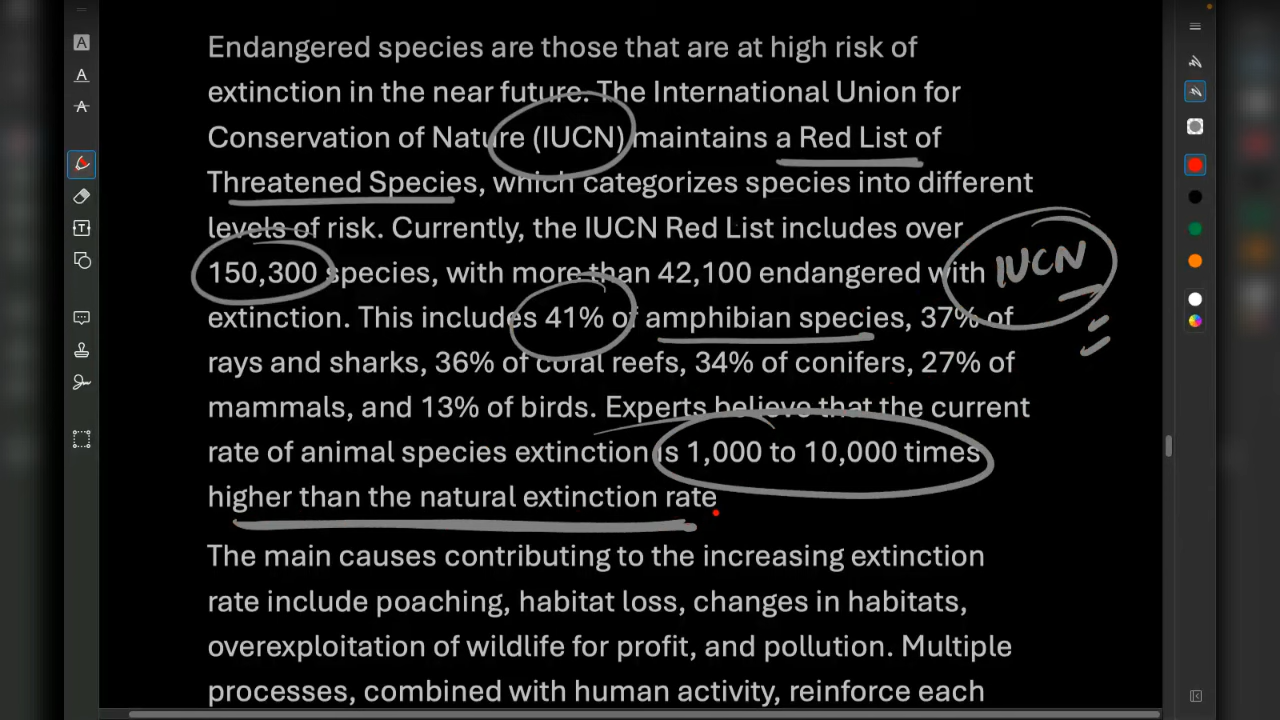 Endangered species are those that are at high risk of
extinction in the near future. The International Union for
Conservation of Nature (IUCN) maintains a Red List of
Threatened Species, which categorizes species into different
levels of risk. Currently, the IUCN Red List includes over
150,300 species, with more than 42,100 endangered with
IUCN
extinction. This includes 41% of amphibian species, 37% of
rays and sharks, 36% of coral reefs, 34% of conifers, 27% of
mammals, and 13% of birds. Experts believe that the current
rate of animal species extinction is 1,000 to 10,000 times
higher than the natural extinction rate
The main causes contributing to the increasing extinction
rate include poaching, habitat loss, changes in habitats,
overexploitation of wildlife for profit, and pollution. Multiple
processes, combined with human activity, reinforce each